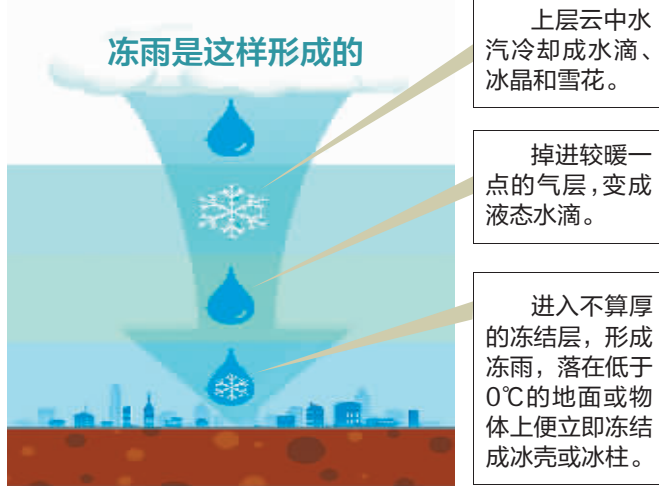 冻雨是这样形成的
上层云中水
汽冷却成水滴、
冰晶和雪花。
掉进较暖一
点的气层，变成
液态水滴。
进入不算厚
的冻结层，形成
冻雨，落在低于
0℃的地面或物
体上便立即冻结
成冰壳或冰柱。